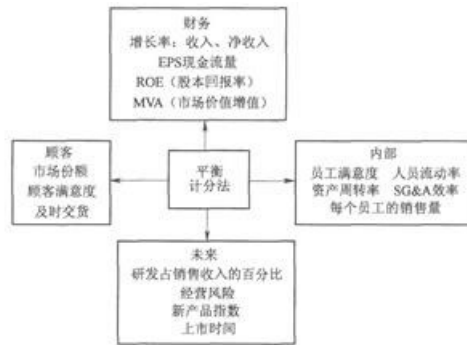 财务
增长率：收入、净收入
EPS现金流量
ROE（股本回报率）
MVA（市场价值增值）
顾客
市场份额
顾客满意度
及时交货
平衡
计分法
内部
员工满意度 人员流动率
资产周转率 SG&A效率
每个员工的销售量
未来
研发占销售收入的百分比
经营风险
新产品指数
上市时间